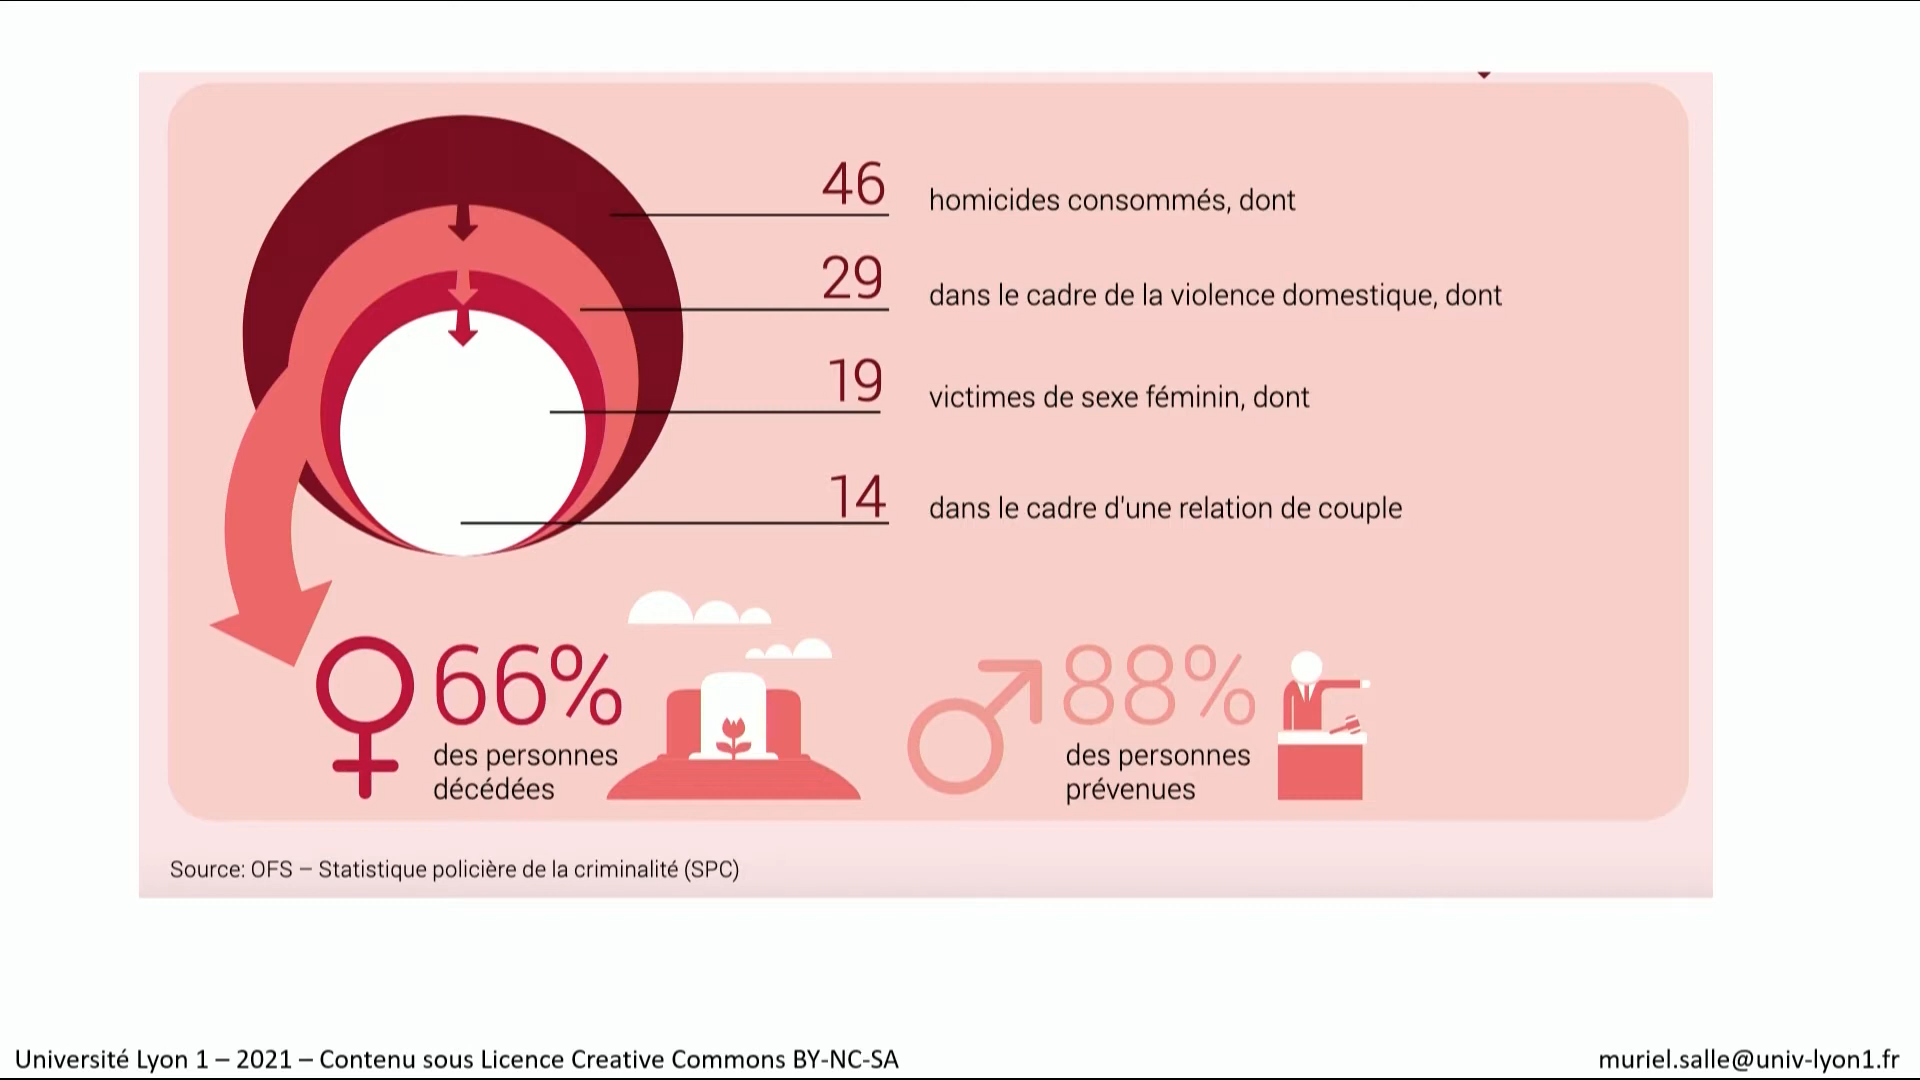 46 homicides consommés, dont
29 dans le cadre de la violence domestique, dont
19 victimes de sexe féminin, dont
14 dans le cadre d'une relation de couple
66%
des personnes
décédées
88%
des personnes
prévenues
Source: OFS – Statistique policière de la criminalité (SPC)
Université Lyon 1 – 2021 – Contenu sous Licence Creative Commons BY-NC-SA
muriel.salle@univ-lyon1.fr